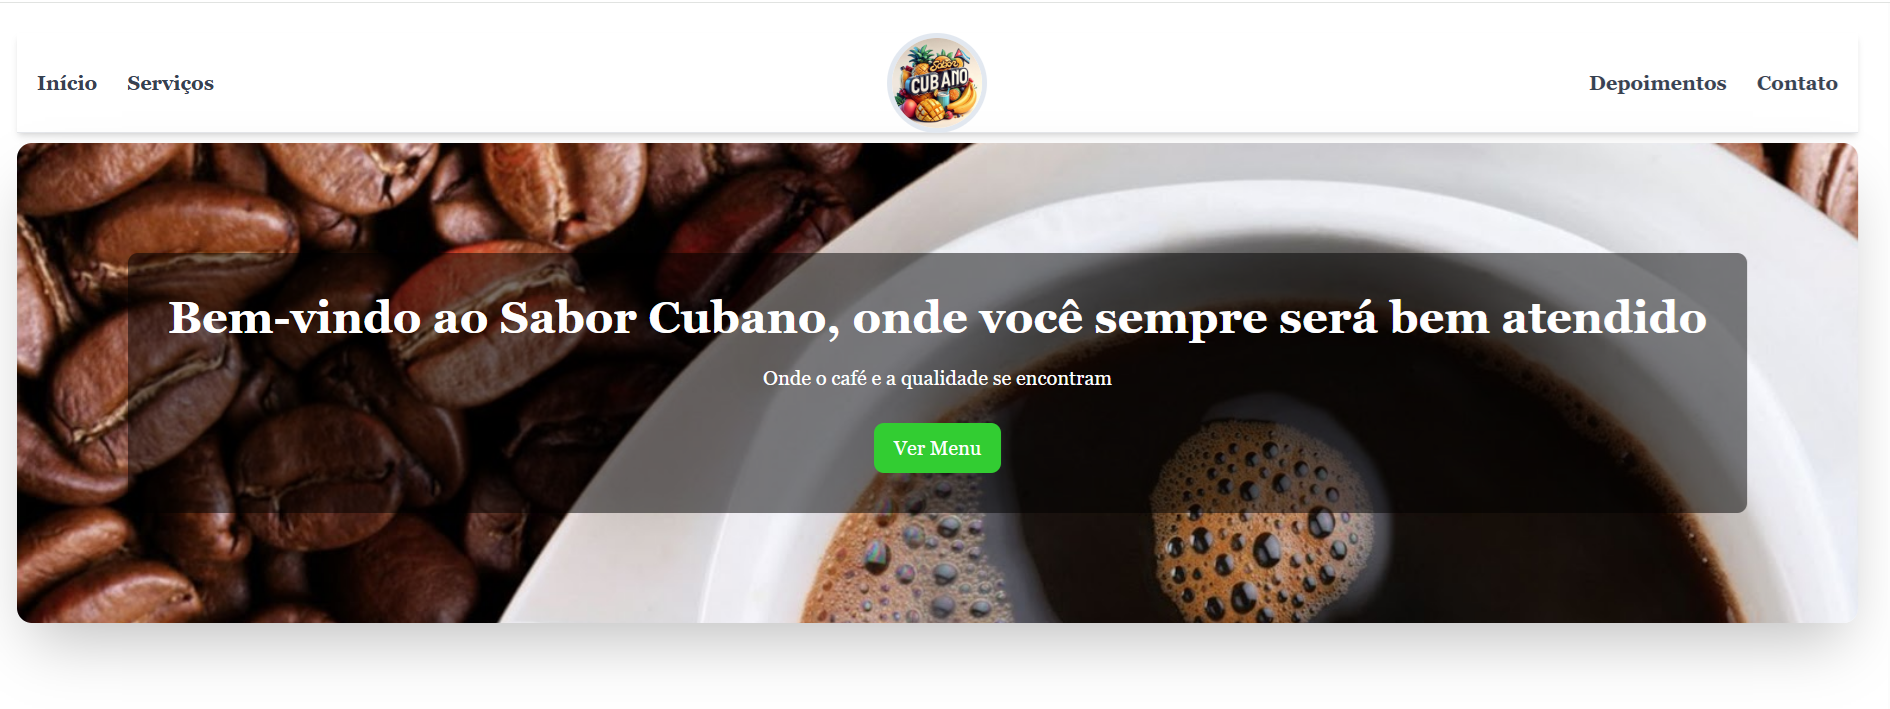 Início Serviços
Sabor
CUBANO
Depoimentos Contato
Bem-vindo ao Sabor Cubano, onde você sempre será bem atendido
Onde o café e a qualidade se encontram
Ver Menu